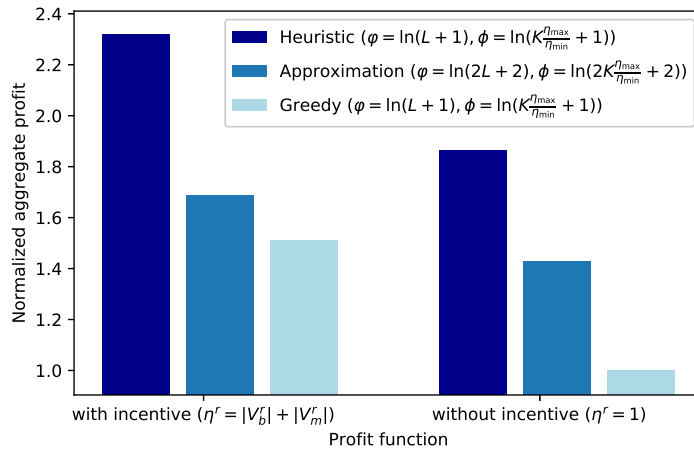 2.4
2.2
2.0
1.8
1.6
1.4
1.2
1.0
Normalized aggregate profit
Heuristic (φ = ln(L + 1), ϕ = ln(K η_max/η_min + 1))
Approximation (φ = ln(2L + 2), ϕ = ln(2K η_max/η_min + 2))
Greedy (φ = ln(L + 1), ϕ = ln(K η_max/η_min + 1))
with incentive (η^r = |V_b^r| + |V_m^r|)
without incentive (η^r = 1)
Profit function